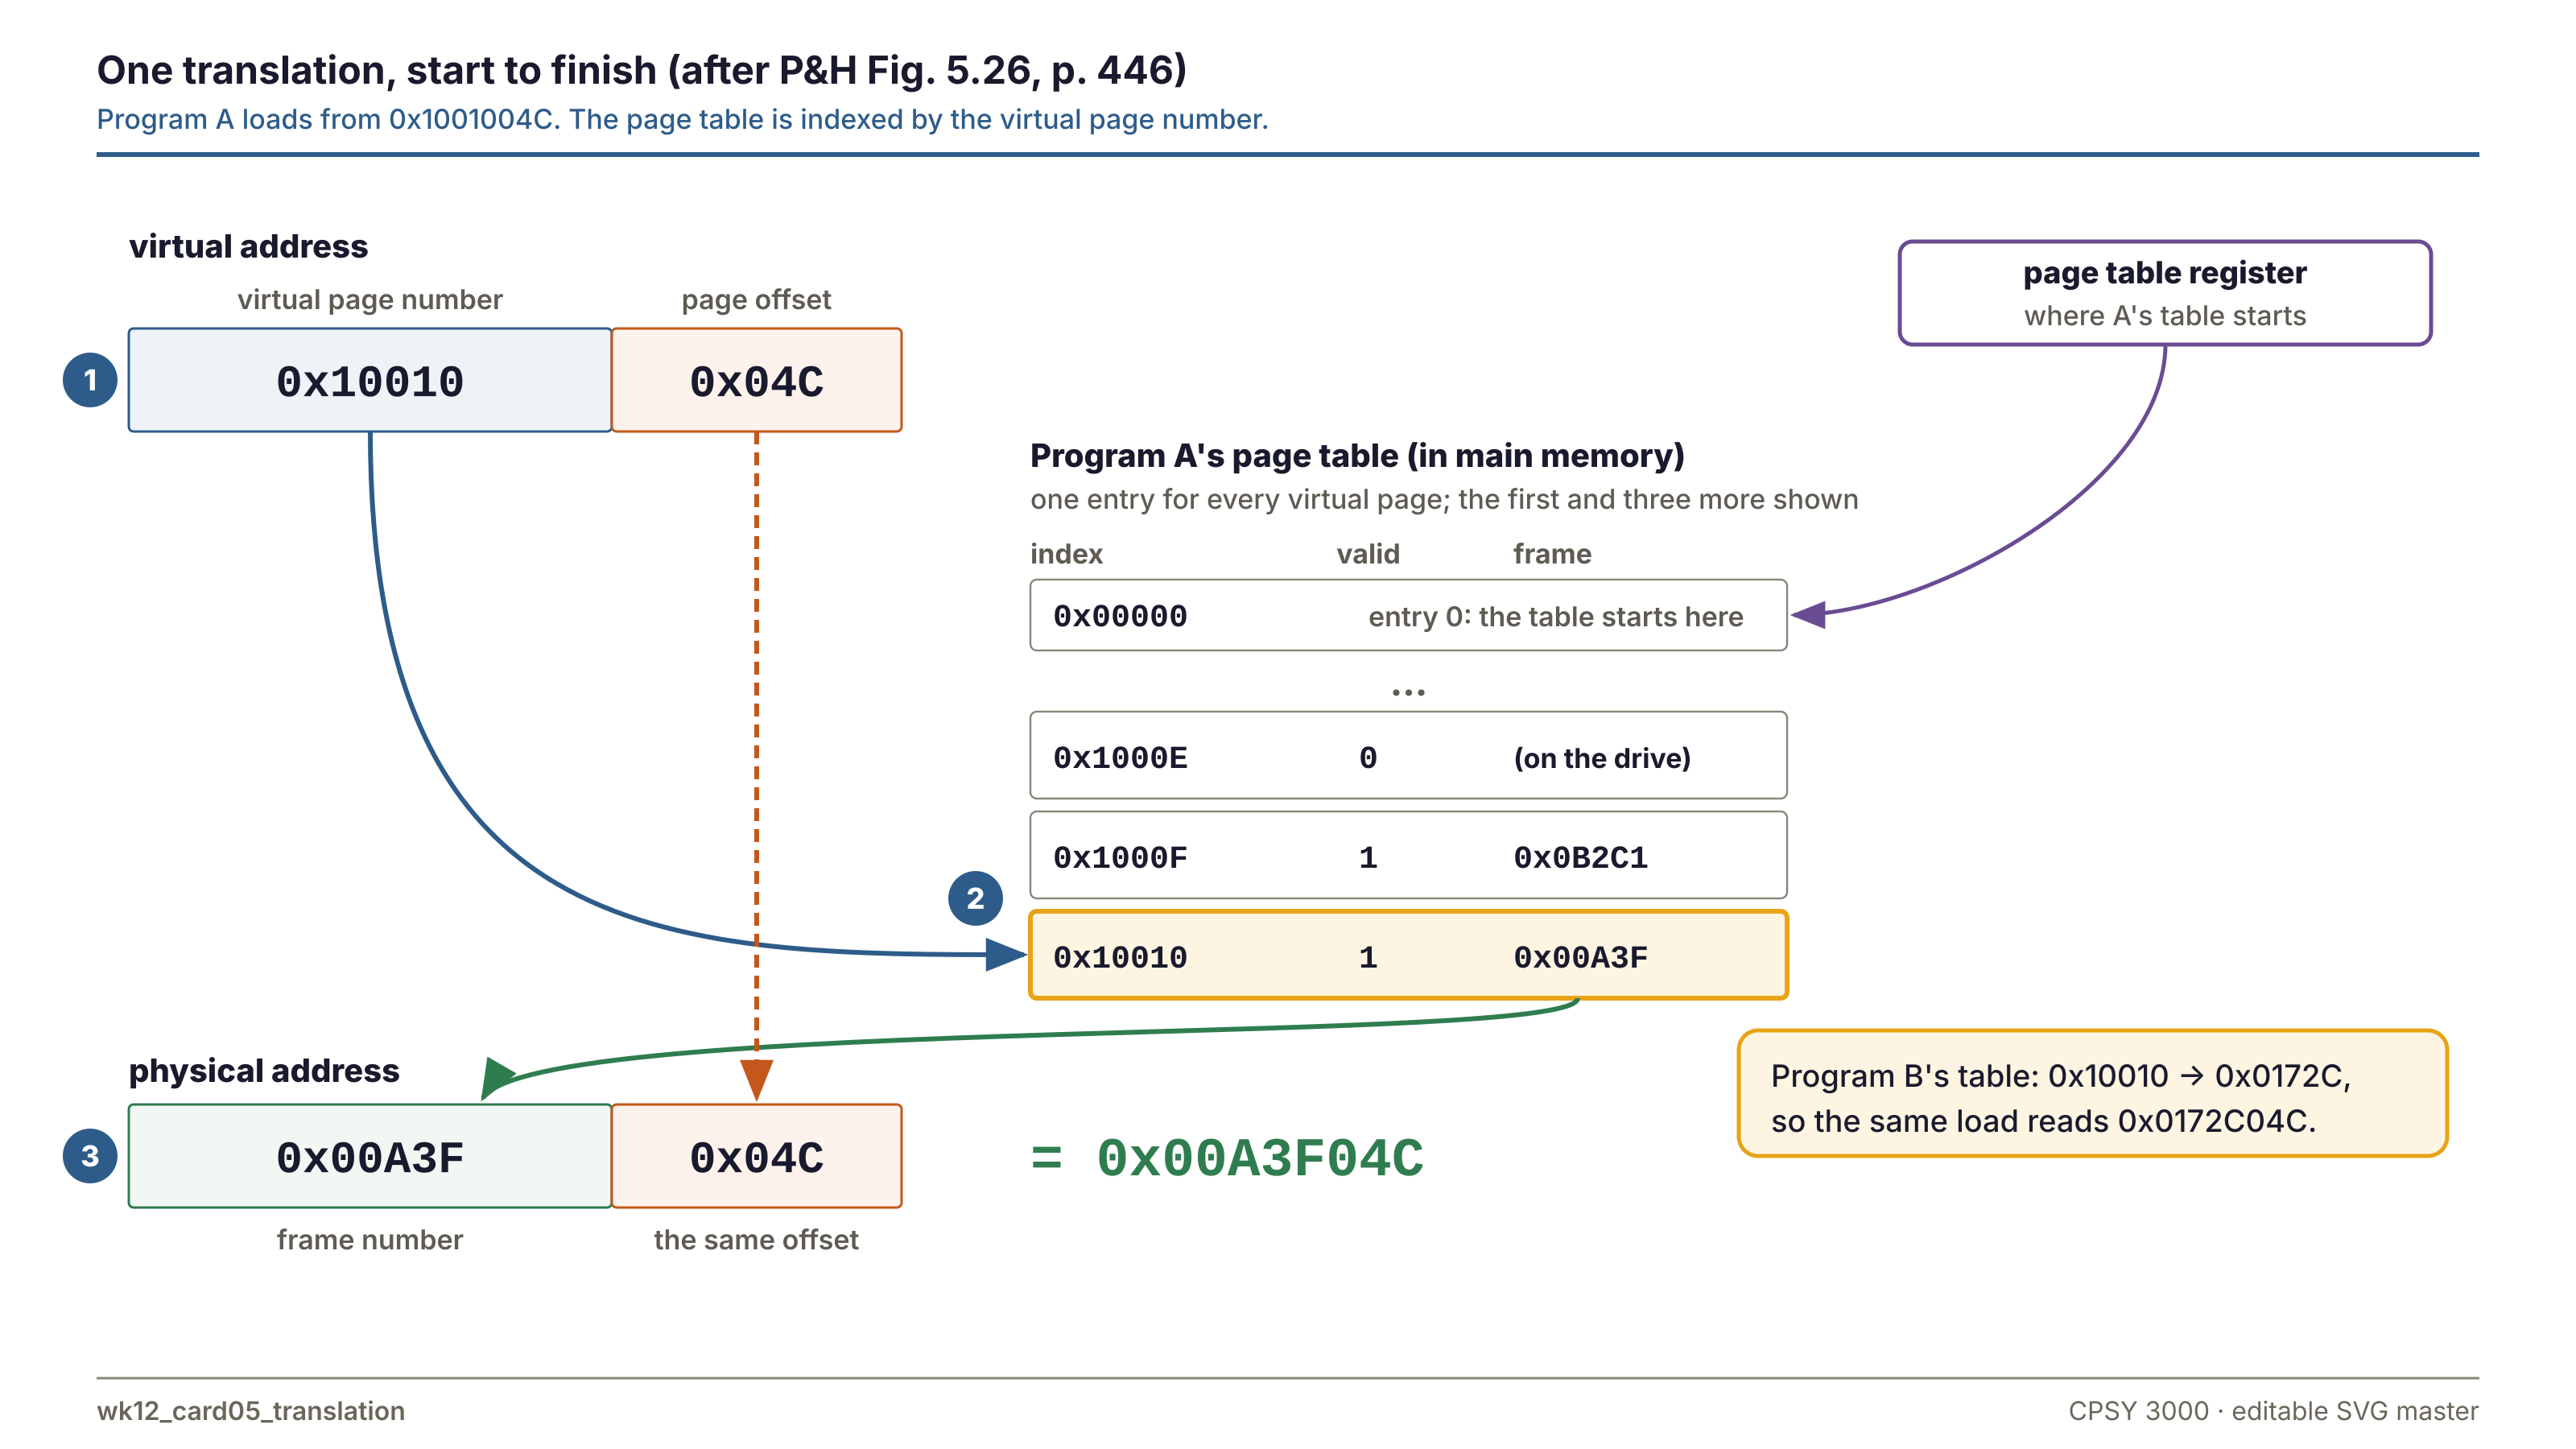 One translation, start to finish (after P&H Fig. 5.26, p. 446)
Program A loads from 0x1001004C. The page table is indexed by the virtual page number.
virtual address
virtual page number page offset
1 0x10010 0x04C
page table register
where A's table starts
Program A's page table (in main memory)
one entry for every virtual page; the first and three more shown
index valid frame
0x00000 entry 0: the table starts here
...
0x1000E 0 (on the drive)
0x1000F 1 0x0B2C1
2
0x10010 1 0x00A3F
physical address
3 0x00A3F 0x04C = 0x00A3F04C
frame number the same offset
Program B's table: 0x10010 → 0x0172C,
so the same load reads 0x0172C04C.
wk12_card05_translation
CPSY 3000 · editable SVG master